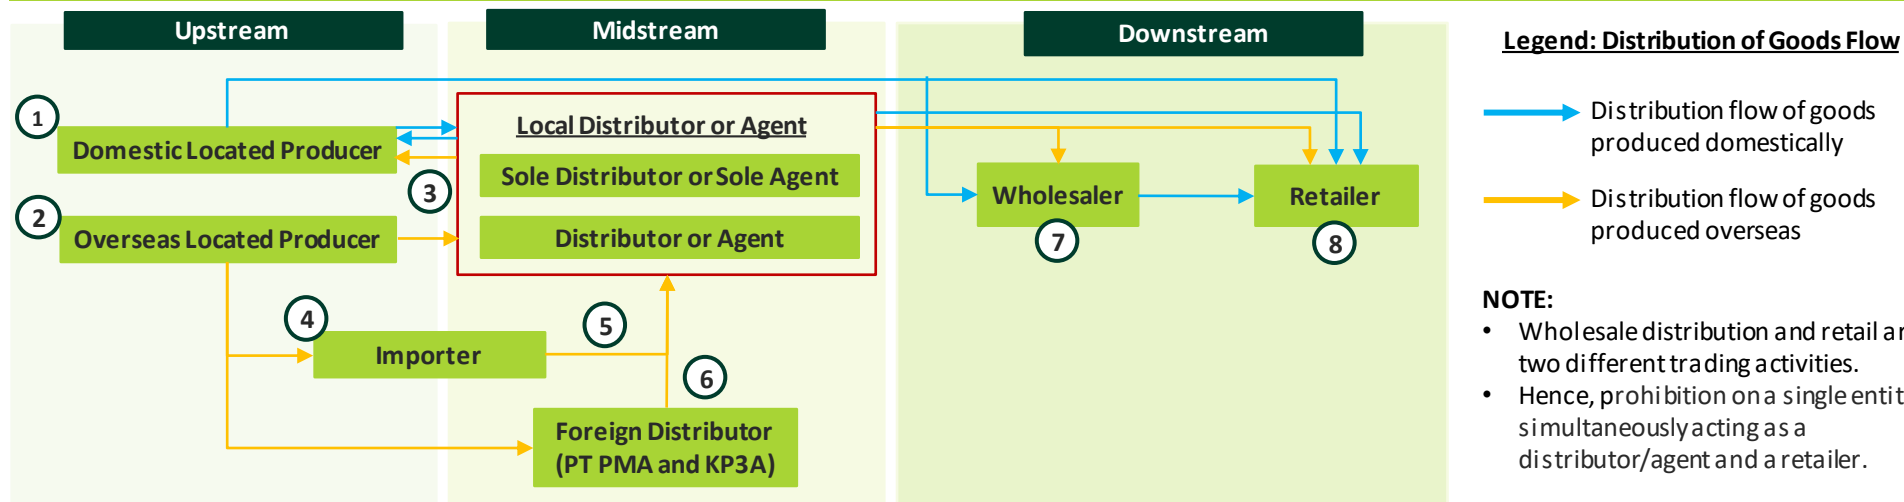 Upstream
Midstream
Downstream
Legend: Distribution of Goods Flow
1
Domestic Located Producer
2
Overseas Located Producer
3
Local Distributor or Agent
Sole Distributor or Sole Agent
Distributor or Agent
4
Importer
5
6
Foreign Distributor
(PT PMA and KP3A)
Wholesaler
7
Retailer
8
Distribution flow of goods
produced domestically
Distribution flow of goods
produced overseas
NOTE:
• Wholesale distribution and retail
two different trading activities.
• Hence, prohibition on a single
simultaneously acting as a
distributor/agent and a retailer.